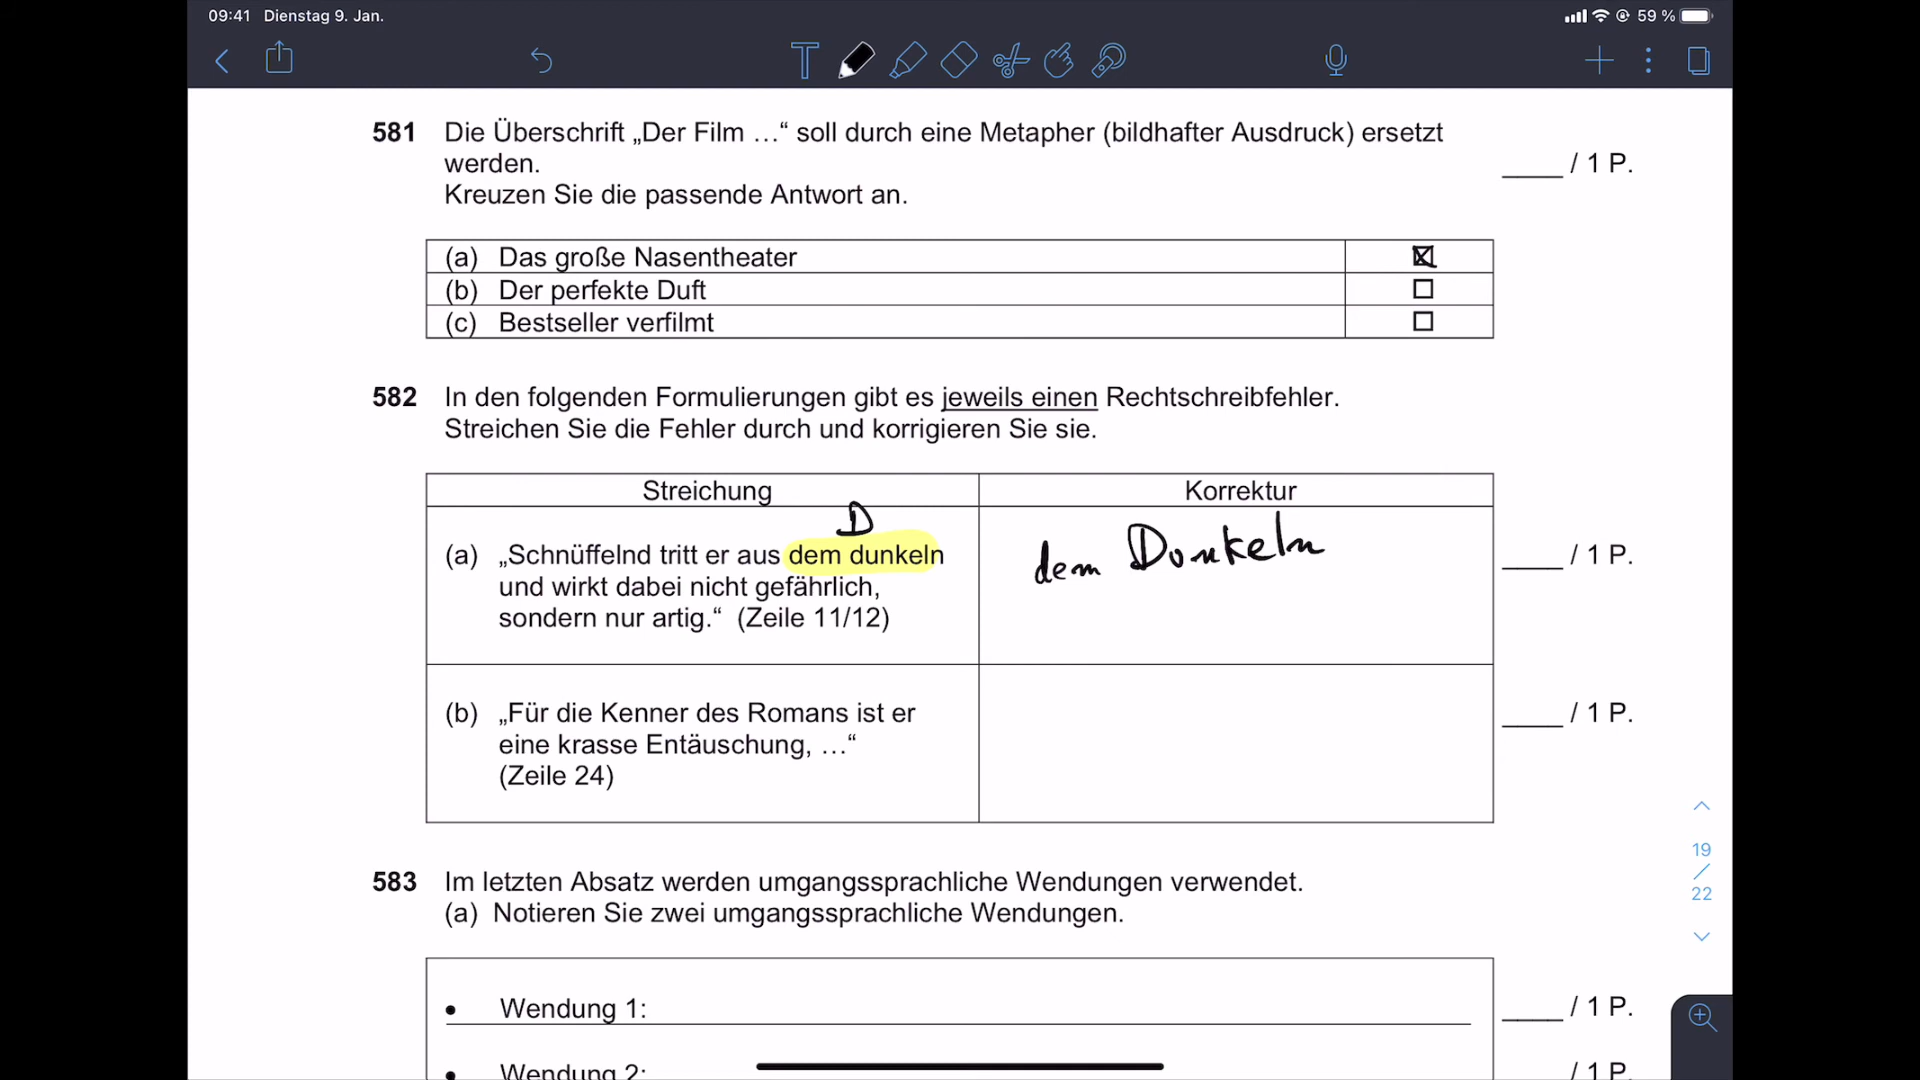 09:41 Dienstag 9. Jan.
59 %
581 Die Überschrift „Der Film …“ soll durch eine Metapher (bildhafter Ausdruck) ersetzt
werden.
____ / 1 P.
Kreuzen Sie die passende Antwort an.
(a) Das große Nasentheater ☒
(b) Der perfekte Duft ☐
(c) Bestseller verfilmt ☐
582 In den folgenden Formulierungen gibt es jeweils einen Rechtschreibfehler.
Streichen Sie die Fehler durch und korrigieren Sie sie.
Streichung
Korrektur
D
(a) „Schnüffelnd tritt er aus dem dunkeln
und wirkt dabei nicht gefährlich,
sondern nur artig.“ (Zeile 11/12)
dem Dunkeln
____ / 1 P.
(b) „Für die Kenner des Romans ist er
eine krasse Entäuschung, …“
(Zeile 24)
____ / 1 P.
583 Im letzten Absatz werden umgangssprachliche Wendungen verwendet.
(a) Notieren Sie zwei umgangssprachliche Wendungen.
• Wendung 1:
____ / 1 P.
• Wendung 2:
/ 1 P.
19
/
22